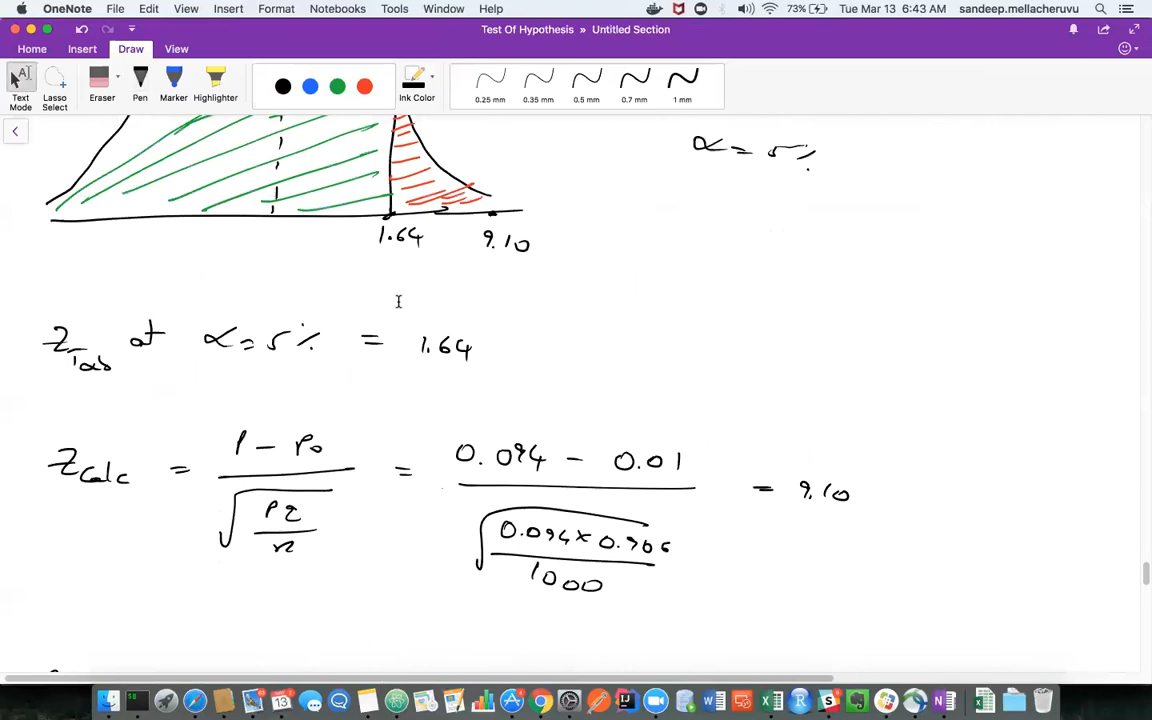 OneNote File Edit View Insert Format Notebooks Tools Window Help 73% Tue Mar 13 6:43 AM sandeep.mellacheruvu
Test Of Hypothesis » Untitled Section
Home Insert Draw View
Text Mode
Lasso Select
Eraser
Pen
Marker
Highlighter
Ink Color
0.25 mm 0.35 mm 0.5 mm 0.7 mm 1 mm
α = 5%
1.64 9.10
Z Tab at α = 5% = 1.64
Z Calc = P - P0 / √(Pq / n) = 0.094 - 0.01 / √(0.094 × 0.906 / 1000) = 9.10